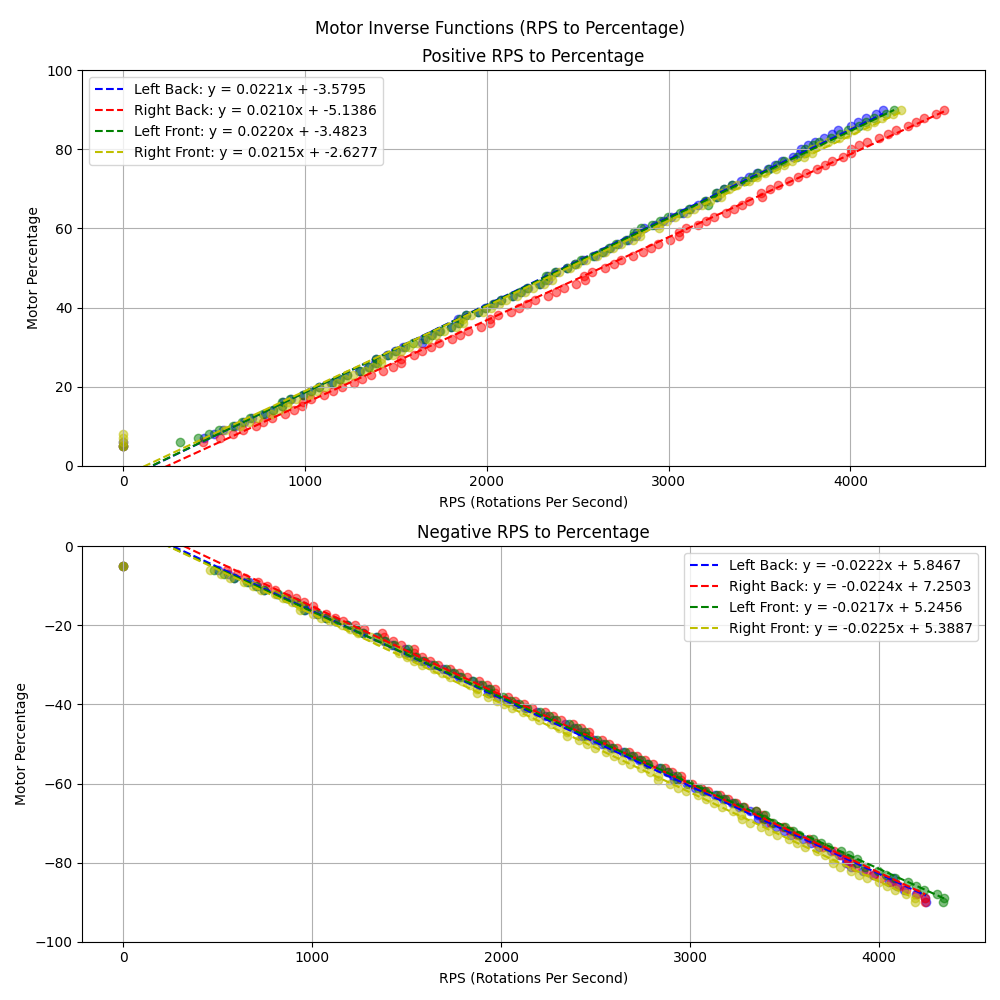 Motor Inverse Functions (RPS to Percentage)
Positive RPS to Percentage
Left Back: y = 0.0221x + -3.5795
Right Back: y = 0.0210x + -5.1386
Left Front: y = 0.0220x + -3.4823
Right Front: y = 0.0215x + -2.6277
Motor Percentage
100
80
60
40
20
0
0 1000 2000 3000 4000
RPS (Rotations Per Second)
Negative RPS to Percentage
Left Back: y = -0.0222x + 5.8467
Right Back: y = -0.0224x + 7.2503
Left Front: y = -0.0217x + 5.2456
Right Front: y = -0.0225x + 5.3887
Motor Percentage
0
−20
−40
−60
−80
−100
0 1000 2000 3000 4000
RPS (Rotations Per Second)